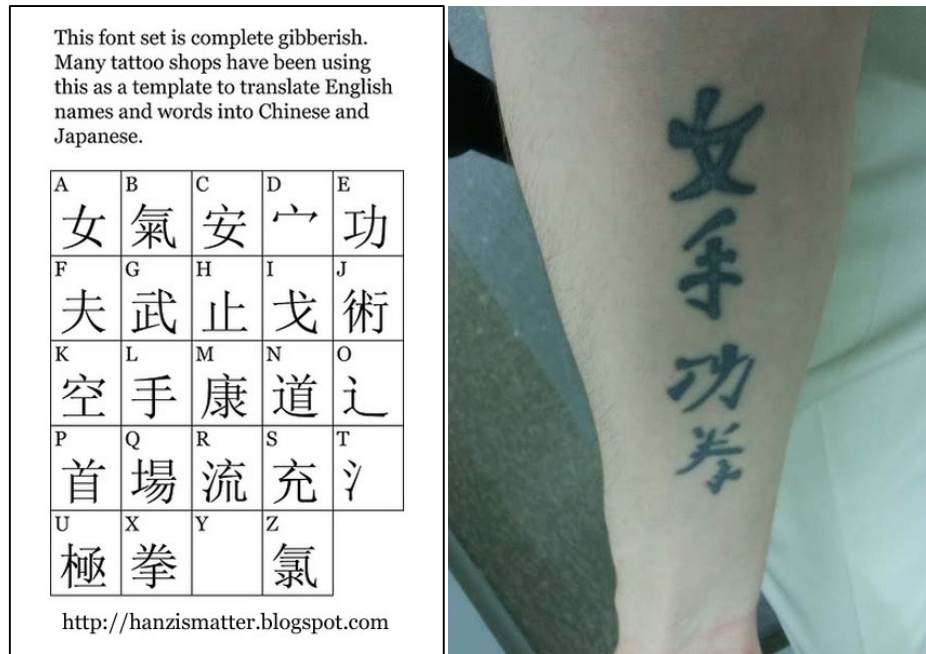 This font set is complete gibberish.
Many tattoo shops have been using
this as a template to translate English
names and words into Chinese and
Japanese.
A B C D E
女 氣 安 宀 功
F G H I J
夫 武 止 戈 術
K L M N O
空 手 康 道 辶
P Q R S T
首 場 流 充 氵
U X Y Z
極 拳 氯
http://hanzismatter.blogspot.com
女
手
功
拳